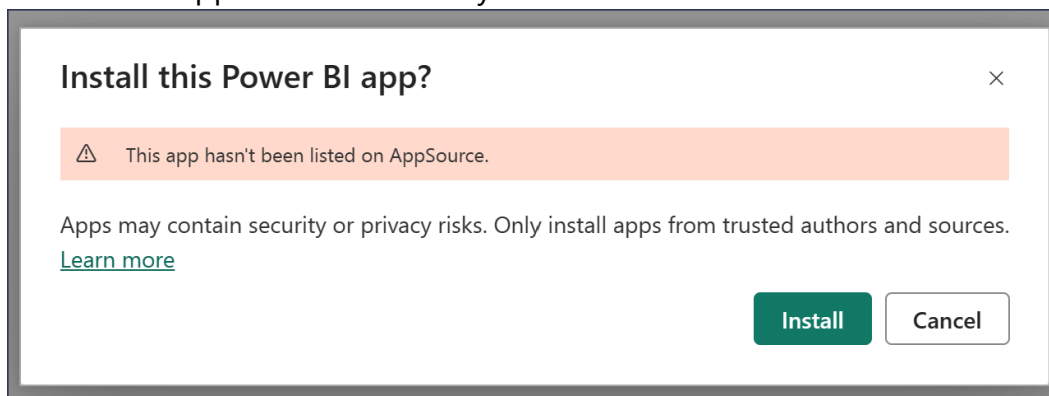 Install this Power BI app?
This app hasn't been listed on AppSource.
Apps may contain security or privacy risks. Only install apps from trusted authors and sources.
Learn more
Install Cancel